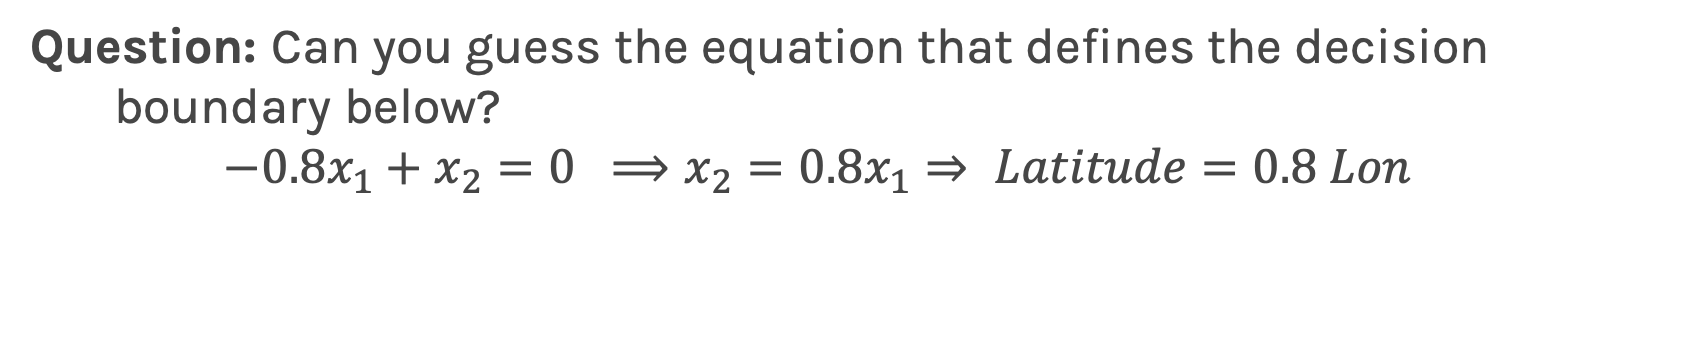 Question: Can you guess the equation that defines the decision
boundary below?
−0.8x₁ + x₂ = 0 ⟹ x₂ = 0.8x₁ ⇒ Latitude = 0.8 Lon